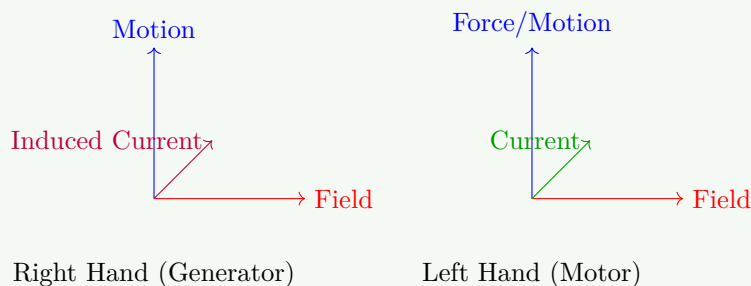 Motion
Induced Current
Field
Right Hand (Generator)
Force/Motion
Current
Field
Left Hand (Motor)